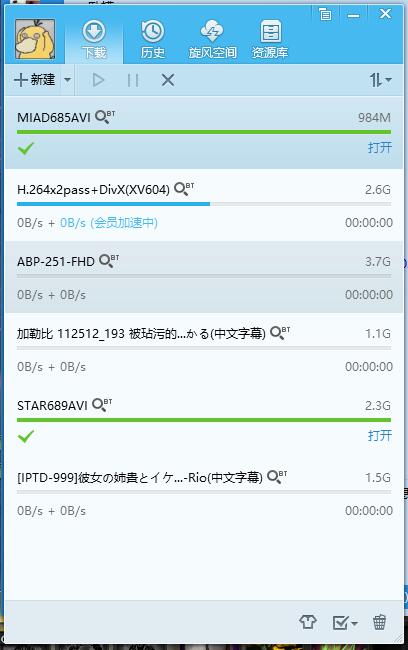 下载
历史
旋风空间
资源库
新建
MIAD685AVI BT 984M
打开
H.264x2pass+DivX(XV604) BT 2.6G
0B/s + 0B/s (会员加速中) 00:00:00
ABP-251-FHD BT 3.7G
0B/s + 0B/s 00:00:00
加勒比 112512_193 被玷污的...かる(中文字幕) BT 1.1G
0B/s + 0B/s 00:00:00
STAR689AVI BT 2.3G
打开
[IPTD-999]彼女の姉貴とイケ...-Rio(中文字幕) BT 1.5G
0B/s + 0B/s 00:00:00